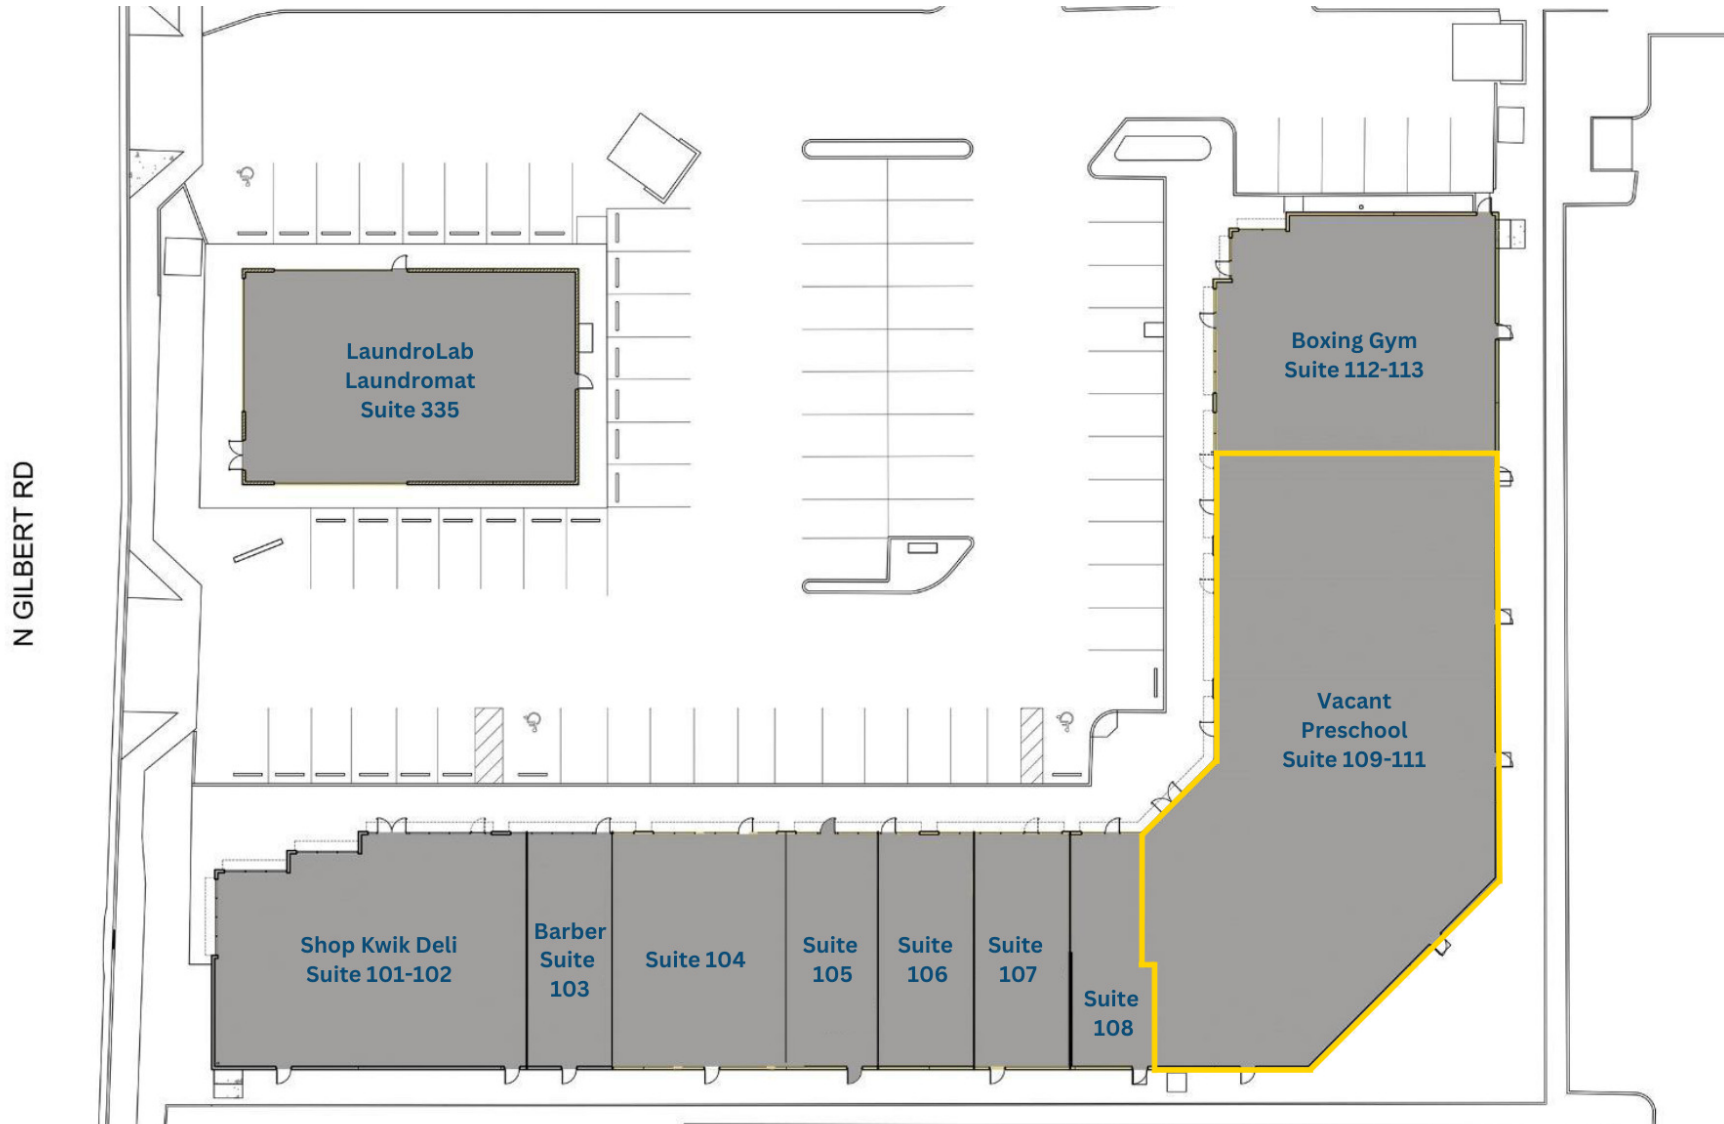 N GILBERT RD
LaundroLab
Laundromat
Suite 335
Boxing Gym
Suite 112-113
Vacant
Preschool
Suite 109-111
Shop Kwik Deli
Suite 101-102
Barber
Suite
103
Suite 104
Suite
105
Suite
106
Suite
107
Suite
108